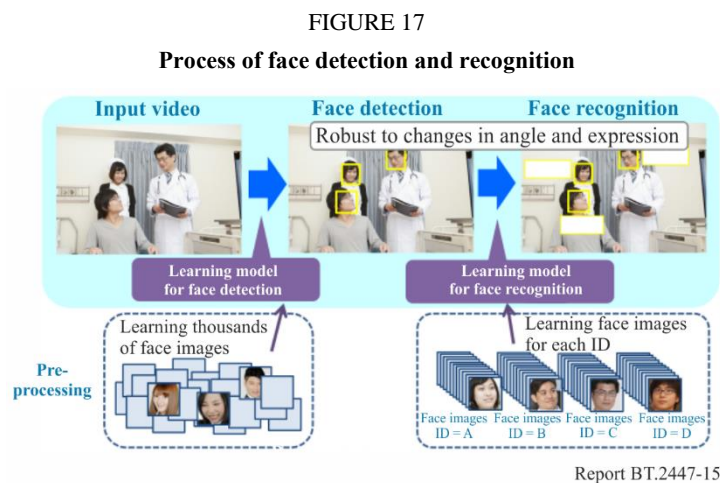 FIGURE 17
Process of face detection and recognition
Input video
Face detection
Face recognition
Robust to changes in angle and expression
Learning model
for face detection
Learning model
for face recognition
Learning thousands
of face images
Learning face images
for each ID
Pre-
processing
Face images
ID = A
Face images
ID = B
Face images
ID = C
Face images
ID = D
Report BT.2447-15